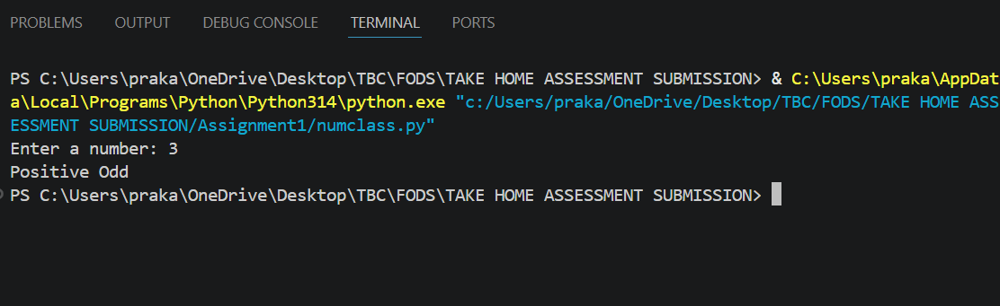 PROBLEMS OUTPUT DEBUG CONSOLE TERMINAL PORTS
PS C:\Users\praka\OneDrive\Desktop\TBC\FODS\TAKE HOME ASSESSMENT SUBMISSION> & C:\Users\praka\AppDat
a\Local\Programs\Python\Python314\python.exe "c:/Users/praka/OneDrive/Desktop/TBC/FODS/TAKE HOME ASS
ESSMENT SUBMISSION/Assignment1/numclass.py"
Enter a number: 3
Positive Odd
PS C:\Users\praka\OneDrive\Desktop\TBC\FODS\TAKE HOME ASSESSMENT SUBMISSION>